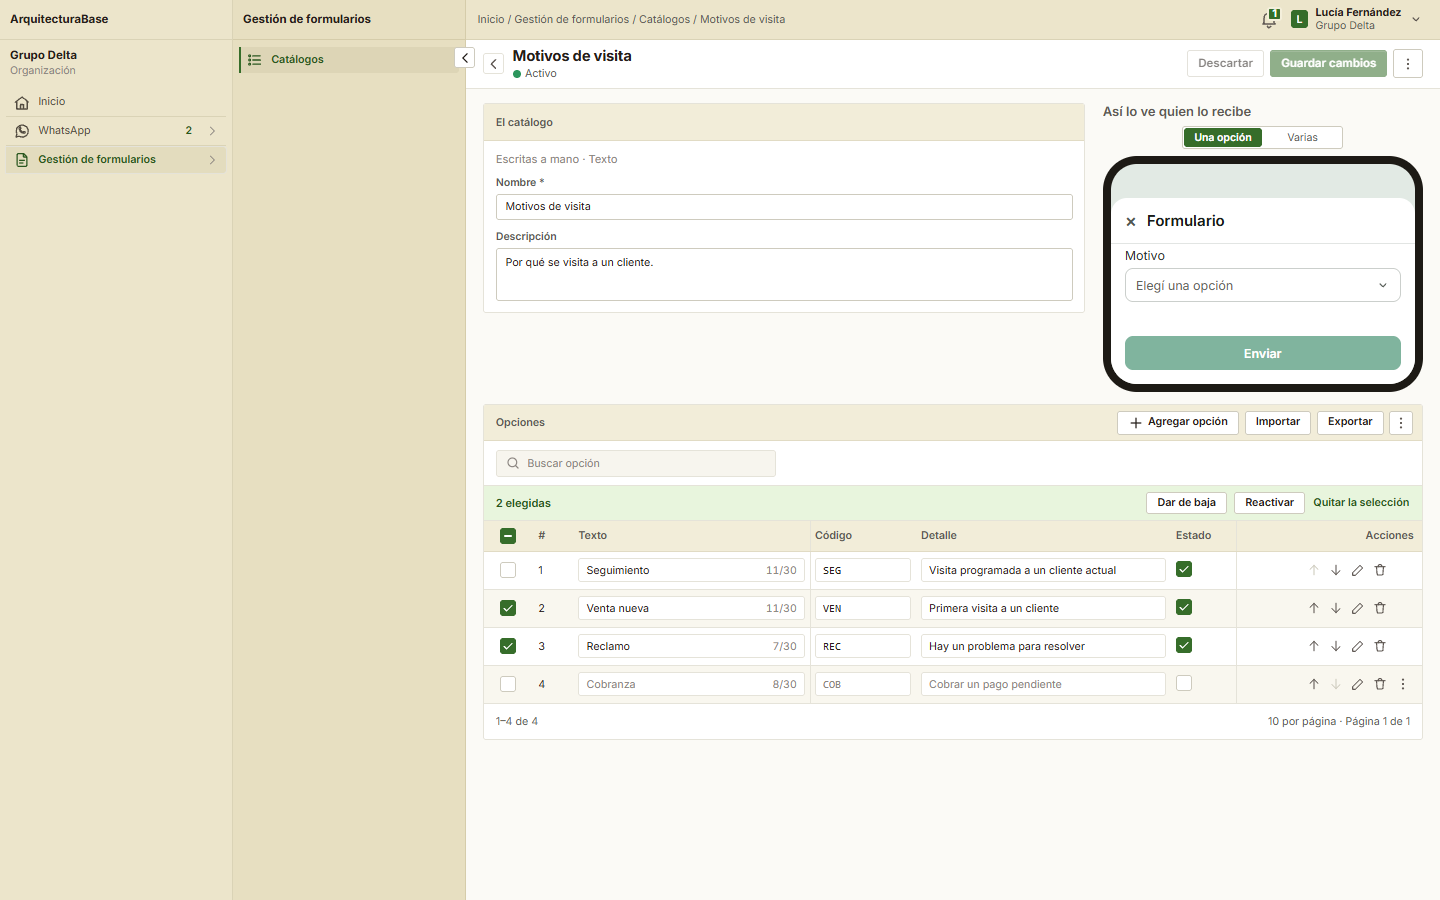 ArquitecturaBase
Grupo Delta
Organización
Inicio
WhatsApp 2
Gestión de formularios
Gestión de formularios
Catálogos
Inicio / Gestión de formularios / Catálogos / Motivos de visita
1
L
Lucía Fernández
Grupo Delta
Motivos de visita
Activo
Descartar
Guardar cambios
El catálogo
Escritas a mano · Texto
Nombre *
Motivos de visita
Descripción
Por qué se visita a un cliente.
Así lo ve quien lo recibe
Una opción Varias
Formulario
Motivo
Elegí una opción
Enviar
Opciones
Agregar opción Importar Exportar
Buscar opción
2 elegidas Dar de baja Reactivar Quitar la selección
# Texto Código Detalle Estado Acciones
1 Seguimiento 11/30 SEG Visita programada a un cliente actual
2 Venta nueva 11/30 VEN Primera visita a un cliente
3 Reclamo 7/30 REC Hay un problema para resolver
4 Cobranza 8/30 COB Cobrar un pago pendiente
1–4 de 4 10 por página · Página 1 de 1